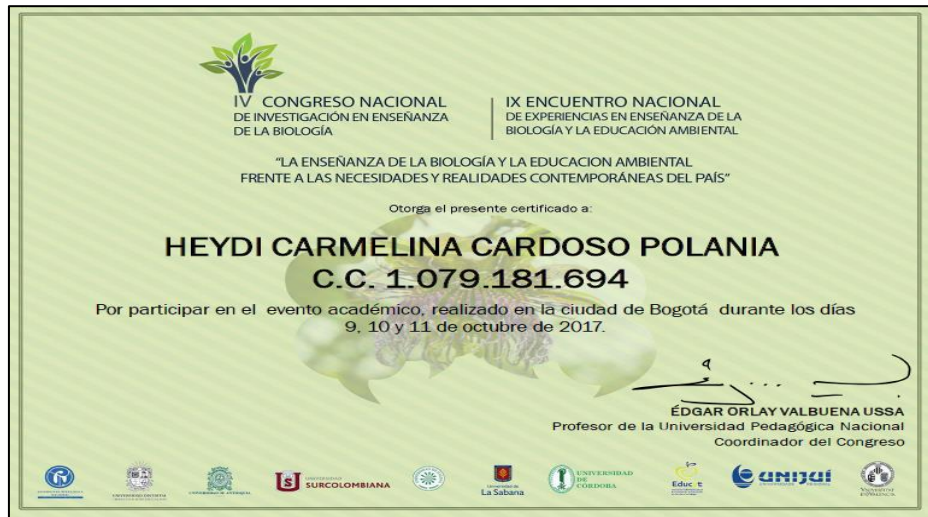 IV CONGRESO NACIONAL
DE INVESTIGACIÓN EN ENSEÑANZA
DE LA BIOLOGÍA
IX ENCUENTRO NACIONAL
DE EXPERIENCIAS EN ENSEÑANZA DE LA
BIOLOGÍA Y LA EDUCACIÓN AMBIENTAL
"LA ENSEÑANZA DE LA BIOLOGÍA Y LA EDUCACION AMBIENTAL
FRENTE A LAS NECESIDADES Y REALIDADES CONTEMPORÁNEAS DEL PAÍS"
Otorga el presente certificado a:
HEYDI CARMELINA CARDOSO POLANIA
C.C. 1.079.181.694
Por participar en el evento académico, realizado en la ciudad de Bogotá durante los días
9, 10 y 11 de octubre de 2017.
ÉDGAR ORLAY VALBUENA USSA
Profesor de la Universidad Pedagógica Nacional
Coordinador del Congreso
SURCOLOMBIANA
Universidad de
La Sabana
UNIVERSIDAD
DE
CÓRDOBA
Educ
unijuí